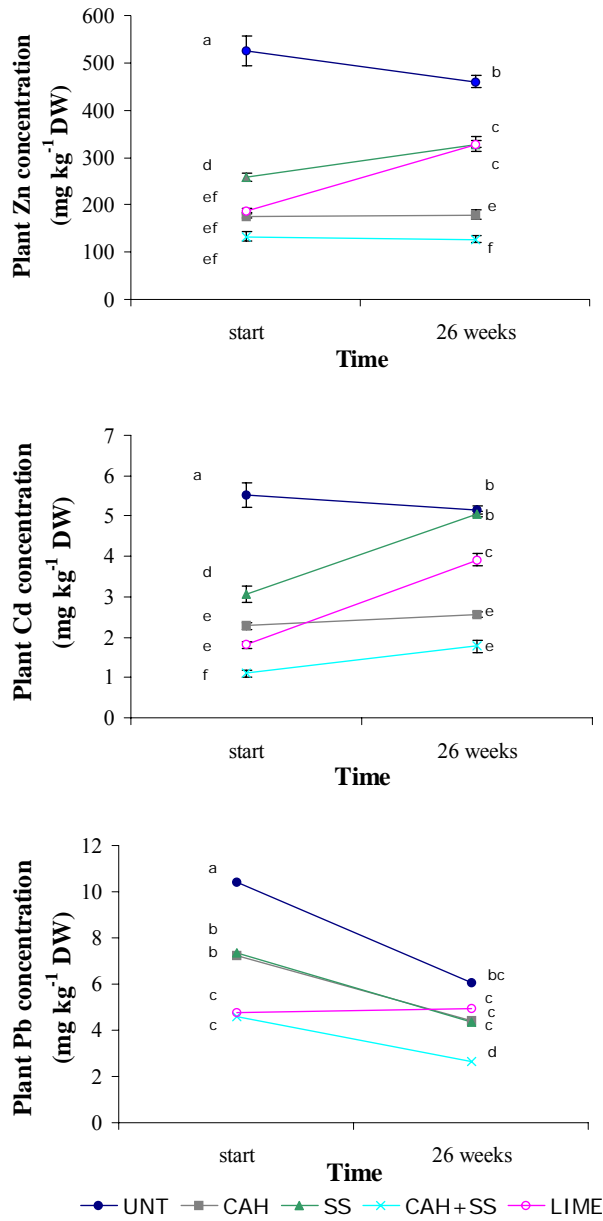 Plant Zn concentration
(mg kg⁻¹ DW)
600
500
400
300
200
100
0
a
b
c
c
d
ef
ef
ef
e
f
start
26 weeks
Time
Plant Cd concentration
(mg kg⁻¹ DW)
7
6
5
4
3
2
1
0
a
b
b
c
d
e
e
f
e
e
start
26 weeks
Time
Plant Pb concentration
(mg kg⁻¹ DW)
12
10
8
6
4
2
0
a
b
b
c
c
bc
c
c
c
d
start
26 weeks
Time
UNT CAH SS CAH+SS LIME